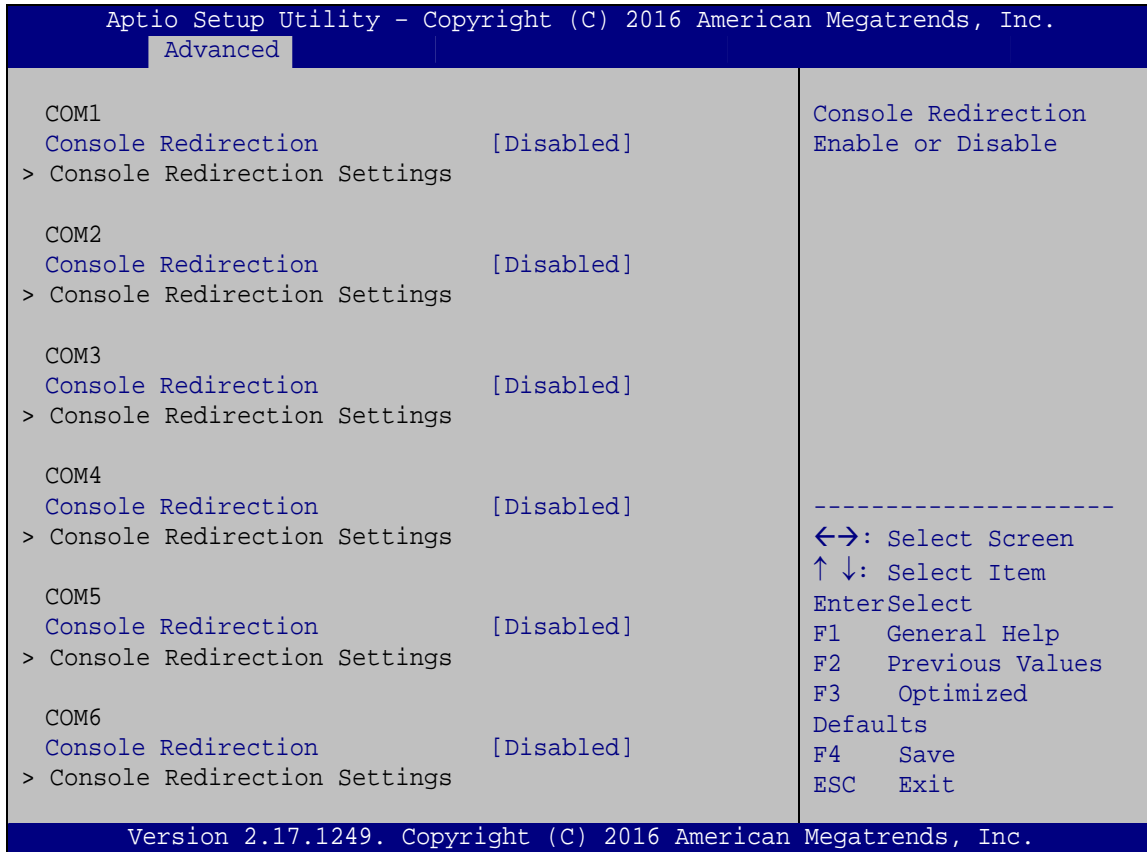 Aptio Setup Utility – Copyright (C) 2016 American Megatrends, Inc.
Advanced
COM1
Console Redirection [Disabled]
> Console Redirection Settings
COM2
Console Redirection [Disabled]
> Console Redirection Settings
COM3
Console Redirection [Disabled]
> Console Redirection Settings
COM4
Console Redirection [Disabled]
> Console Redirection Settings
COM5
Console Redirection [Disabled]
> Console Redirection Settings
COM6
Console Redirection [Disabled]
> Console Redirection Settings
Console Redirection
Enable or Disable
---------------------
←→: Select Screen
↑ ↓: Select Item
EnterSelect
F1 General Help
F2 Previous Values
F3 Optimized
Defaults
F4 Save
ESC Exit
Version 2.17.1249. Copyright (C) 2016 American Megatrends, Inc.